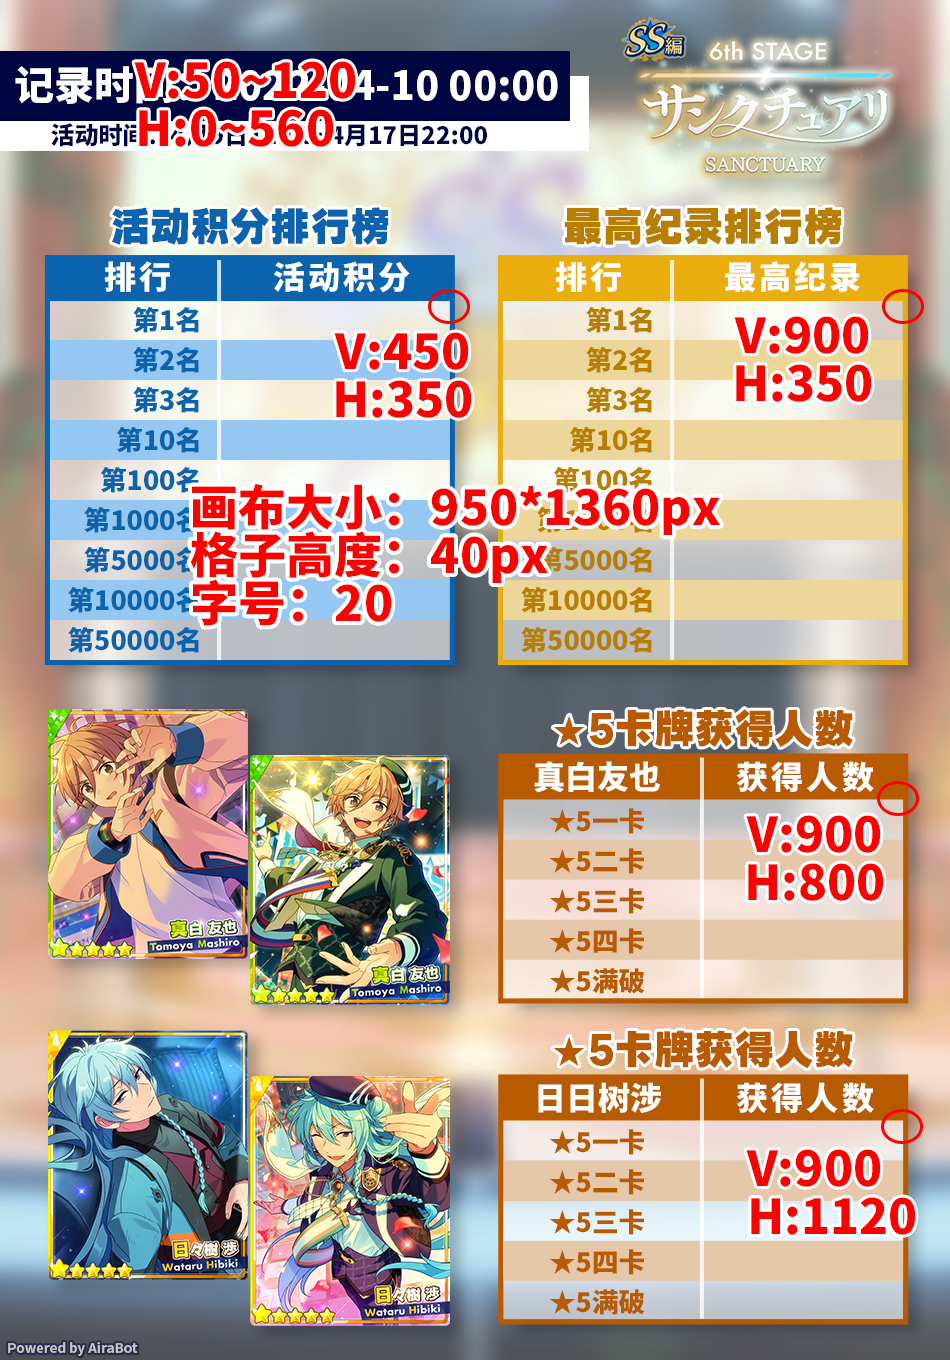 SS編
6th STAGE
サンクチュアリ
SANCTUARY
记录时 4-10 00:00
V:50~120
H:0~560
活动时间 4月17日22:00
活动积分排行榜
排行 活动积分
第1名
第2名
第3名
第10名
第100名
第1000名
第5000名
第10000名
第50000名
V:450
H:350
最高纪录排行榜
排行 最高纪录
第1名
第2名
第3名
第10名
第100名
第5000名
第10000名
第50000名
V:900
H:350
画布大小：950*1360px
格子高度：40px
字号：20
真白 友也
Tomoya Mashiro
真白 友也
Tomoya Mashiro
★5卡牌获得人数
真白友也 获得人数
★5一卡
★5二卡
★5三卡
★5四卡
★5满破
V:900
H:800
日々樹 渉
Wataru Hibiki
日々樹 渉
Wataru Hibiki
★5卡牌获得人数
日日树涉 获得人数
★5一卡
★5二卡
★5三卡
★5四卡
★5满破
V:900
H:1120
Powered by AiraBot